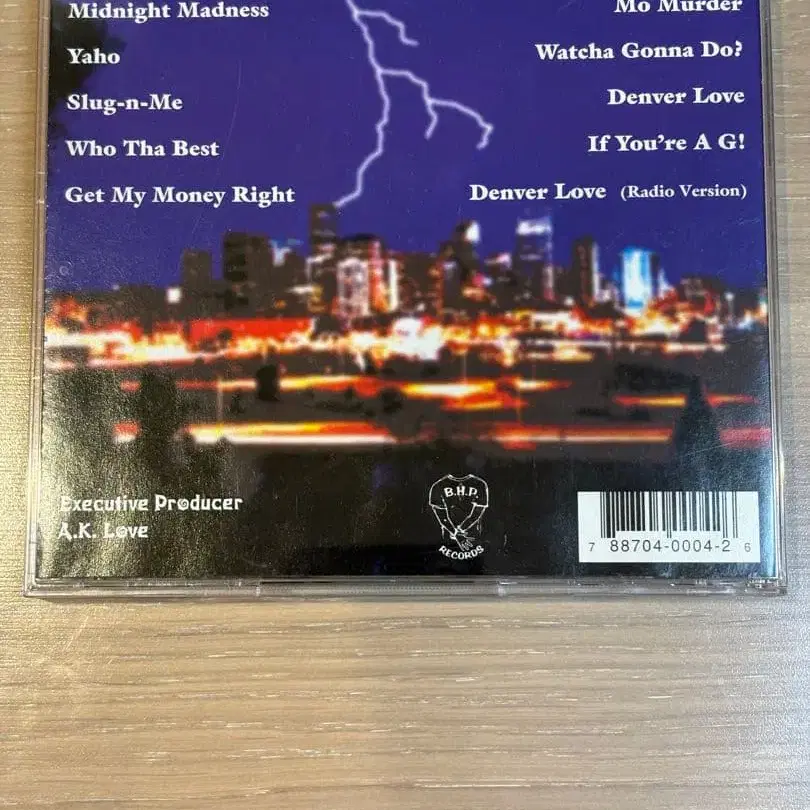 Midnight Madness
Yaho
Slug-n-Me
Who Tha Best
Get My Money Right
Mo Murder
Watcha Gonna Do?
Denver Love
If You're A G!
Denver Love (Radio Version)
Executive Producer
A.K. Love
B.H.P.
RECORDS
7 88704-0004-2 6